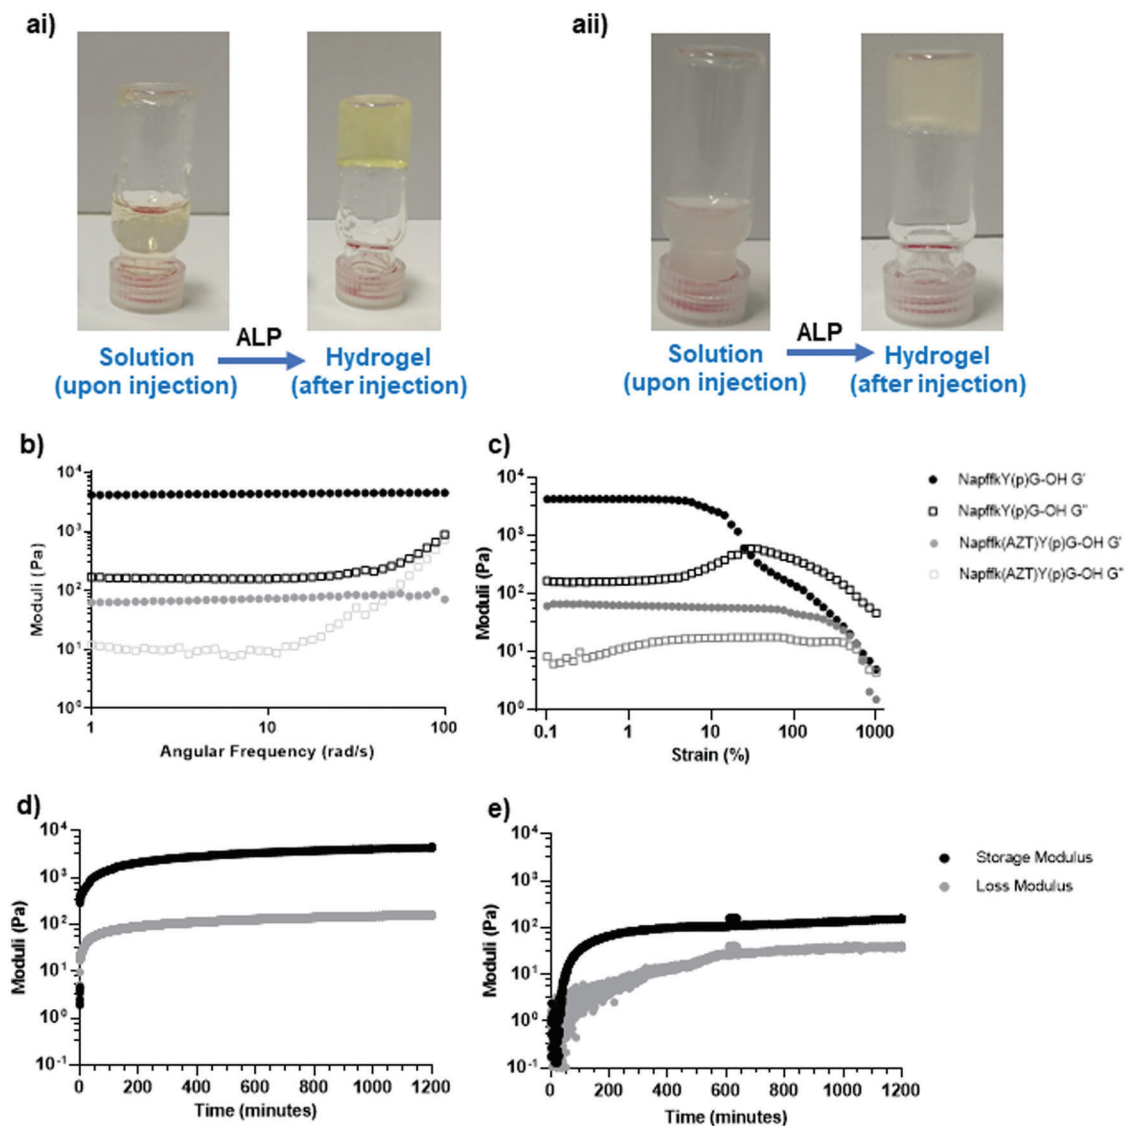 ai)
aii)
ALP
Solution
(upon injection)
Hydrogel
(after injection)
ALP
Solution
(upon injection)
Hydrogel
(after injection)
b)
10⁴
10³
10²
10¹
10⁰
Moduli (Pa)
1
10
100
Angular Frequency (rad/s)
c)
10⁴
10³
10²
10¹
10⁰
Moduli (Pa)
0.1
1
10
100
1000
Strain (%)
NapffkY(p)G-OH G'
NapffkY(p)G-OH G"
Napffk(AZT)Y(p)G-OH G'
Napffk(AZT)Y(p)G-OH G"
d)
10⁴
10³
10²
10¹
10⁰
10⁻¹
Moduli (Pa)
0
200
400
600
800
1000
1200
Time (minutes)
e)
10⁴
10³
10²
10¹
10⁰
10⁻¹
Moduli (Pa)
0
200
400
600
800
1000
1200
Time (minutes)
Storage Modulus
Loss Modulus